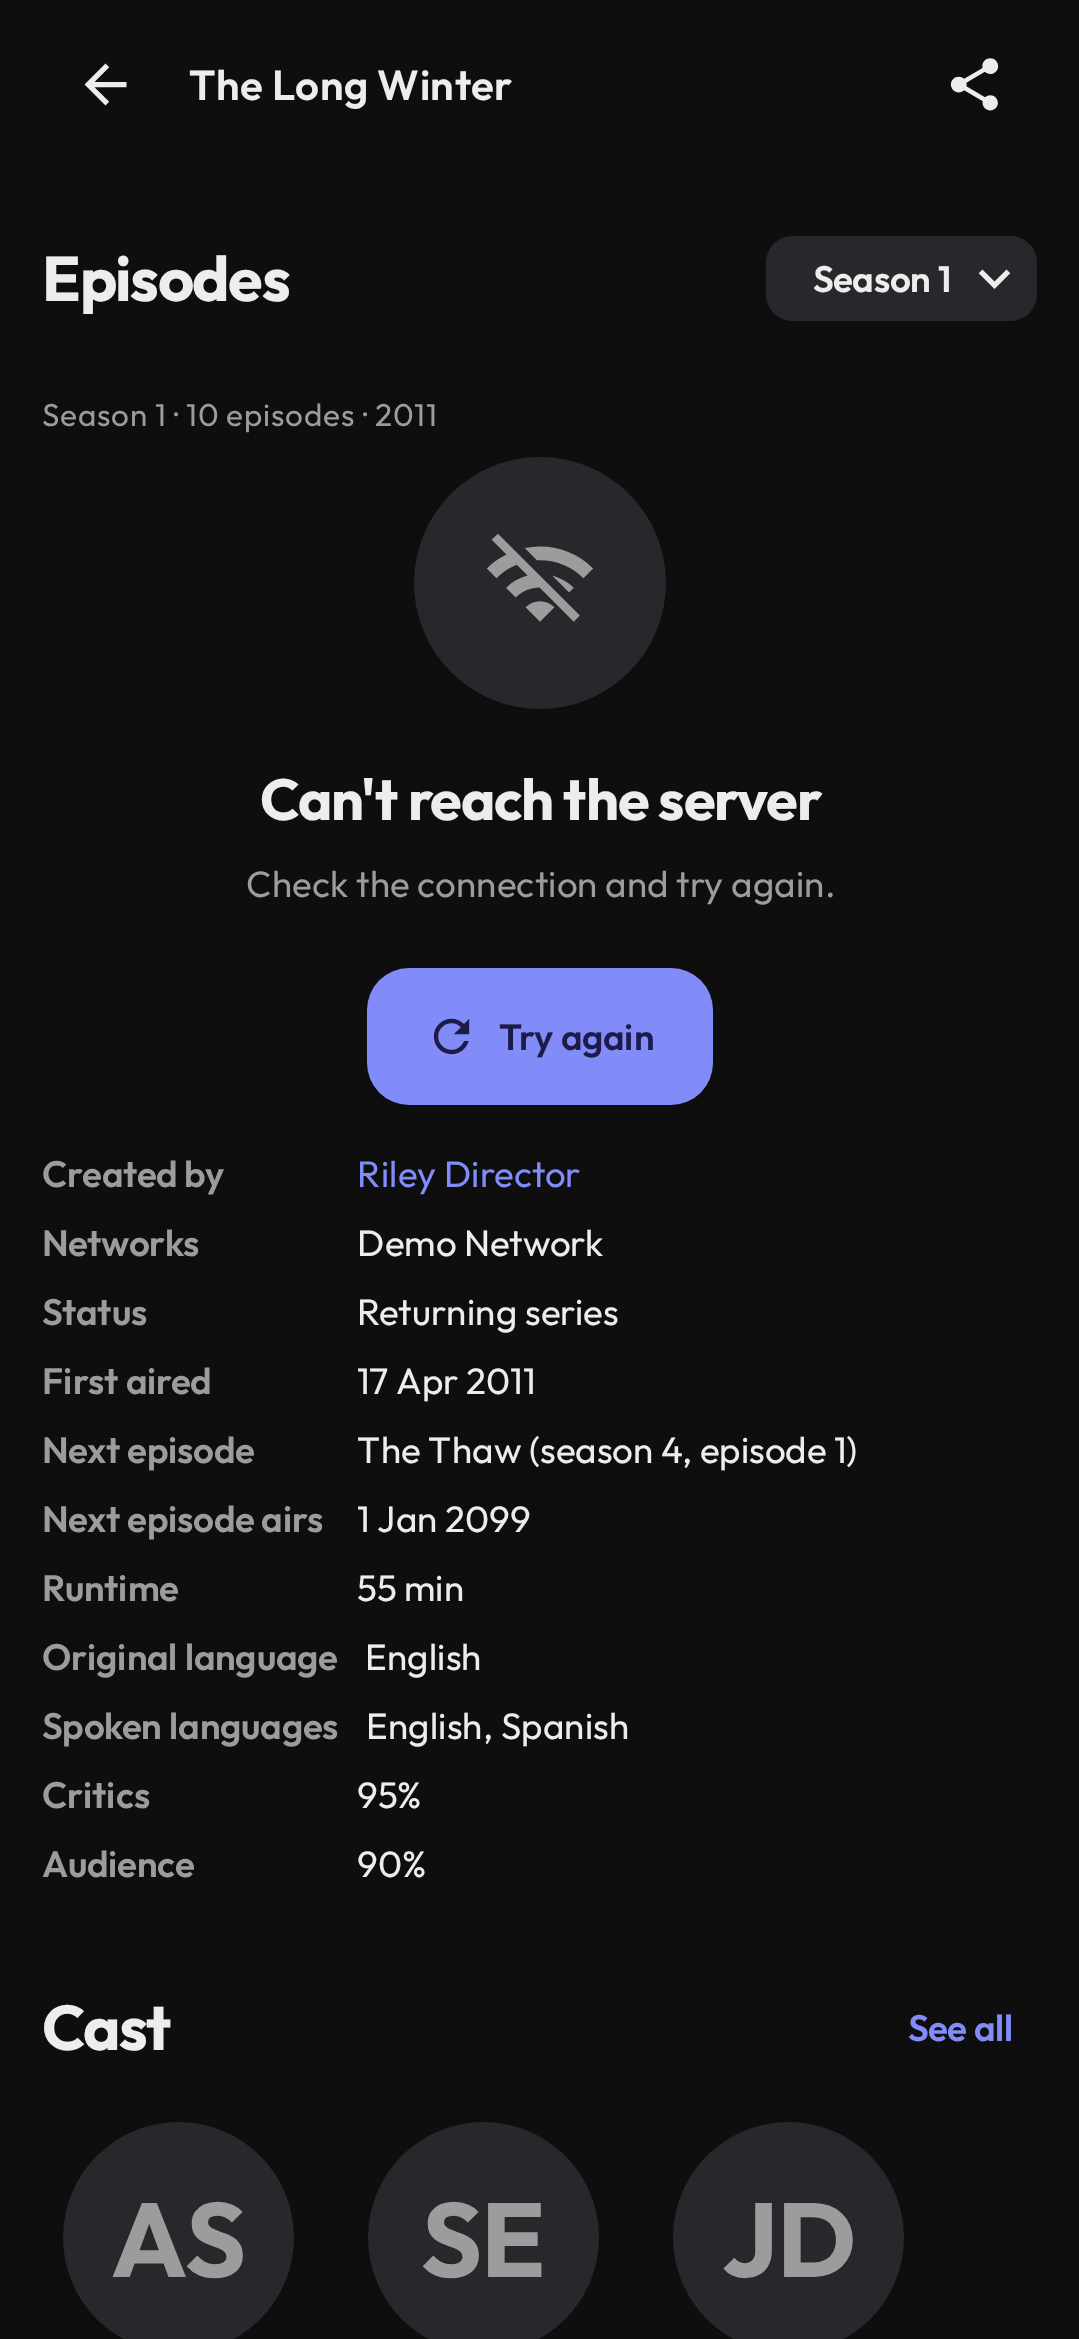 The Long Winter
Episodes
Season 1
Season 1 · 10 episodes · 2011
Can't reach the server
Check the connection and try again.
Try again
Created by Riley Director
Networks Demo Network
Status Returning series
First aired 17 Apr 2011
Next episode The Thaw (season 4, episode 1)
Next episode airs 1 Jan 2099
Runtime 55 min
Original language English
Spoken languages English, Spanish
Critics 95%
Audience 90%
Cast
See all
AS SE JD